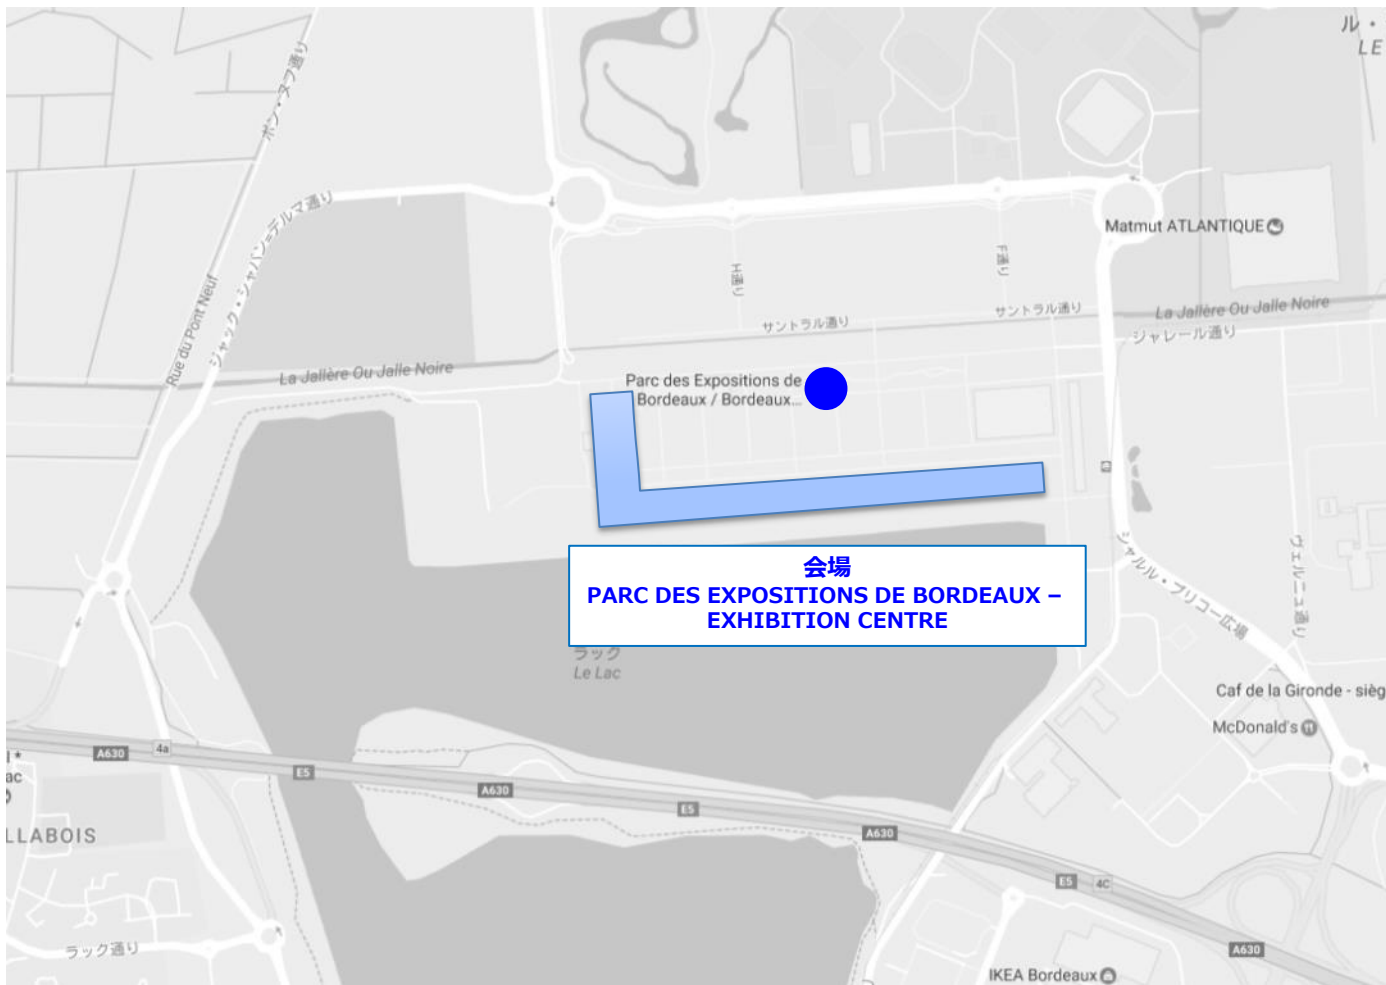 ル・
LE
ポン・ヌフ通り
ジャック・シャバン=デルマ通り
Rue du Pont Neuf
Matmut ATLANTIQUE
H通り
F通り
サントラル通り
サントラル通り
La Jallère Ou Jalle Noire
ジャレール通り
La Jallère Ou Jalle Noire
Parc des Expositions de
Bordeaux / Bordeaux...
会場
PARC DES EXPOSITIONS DE BORDEAUX –
EXHIBITION CENTRE
シャルル・ブリコー広場
ヴェルニュ通り
ラック
Le Lac
Caf de la Gironde - sièg
McDonald's
A630
4a
E5
A630
E5
A630
E5
4C
A630
ac
LLABOIS
ラック通り
IKEA Bordeaux